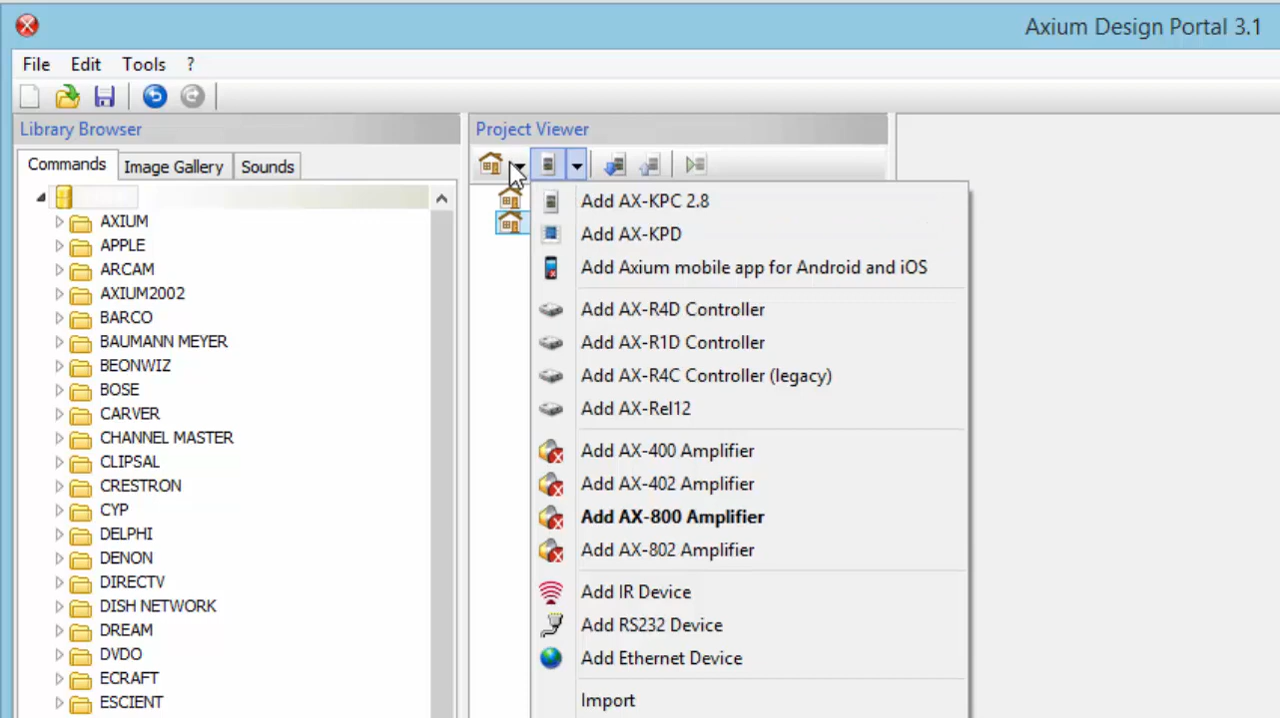 Axium Design Portal 3.1
File Edit Tools ?
Library Browser
Commands Image Gallery Sounds
AXIUM
APPLE
ARCAM
AXIUM2002
BARCO
BAUMANN MEYER
BEONWIZ
BOSE
CARVER
CHANNEL MASTER
CLIPSAL
CRESTRON
CYP
DELPHI
DENON
DIRECTV
DISH NETWORK
DREAM
DVDO
ECRAFT
ESCIENT
Project Viewer
Add AX-KPC 2.8
Add AX-KPD
Add Axium mobile app for Android and iOS
Add AX-R4D Controller
Add AX-R1D Controller
Add AX-R4C Controller (legacy)
Add AX-Rel12
Add AX-400 Amplifier
Add AX-402 Amplifier
Add AX-800 Amplifier
Add AX-802 Amplifier
Add IR Device
Add RS232 Device
Add Ethernet Device
Import